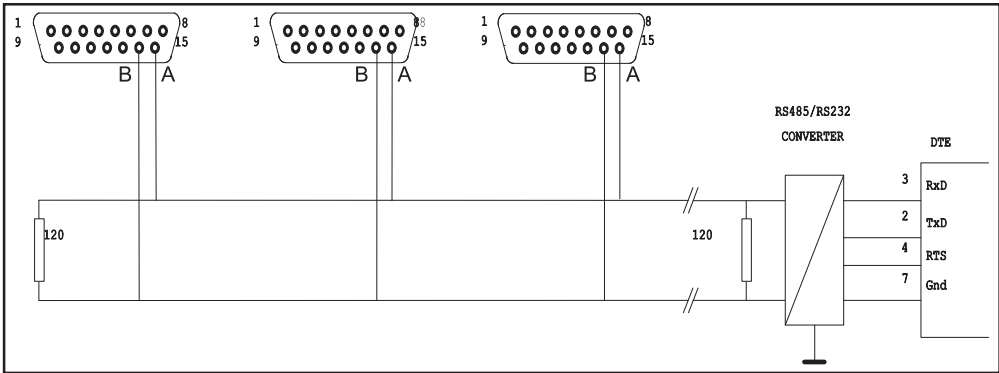 1 8
9 15
B A
1 88
9 15
B A
1 8
9 15
B A
RS485/RS232
CONVERTER
DTE
3 RxD
2 TxD
4 RTS
7 Gnd
120
120